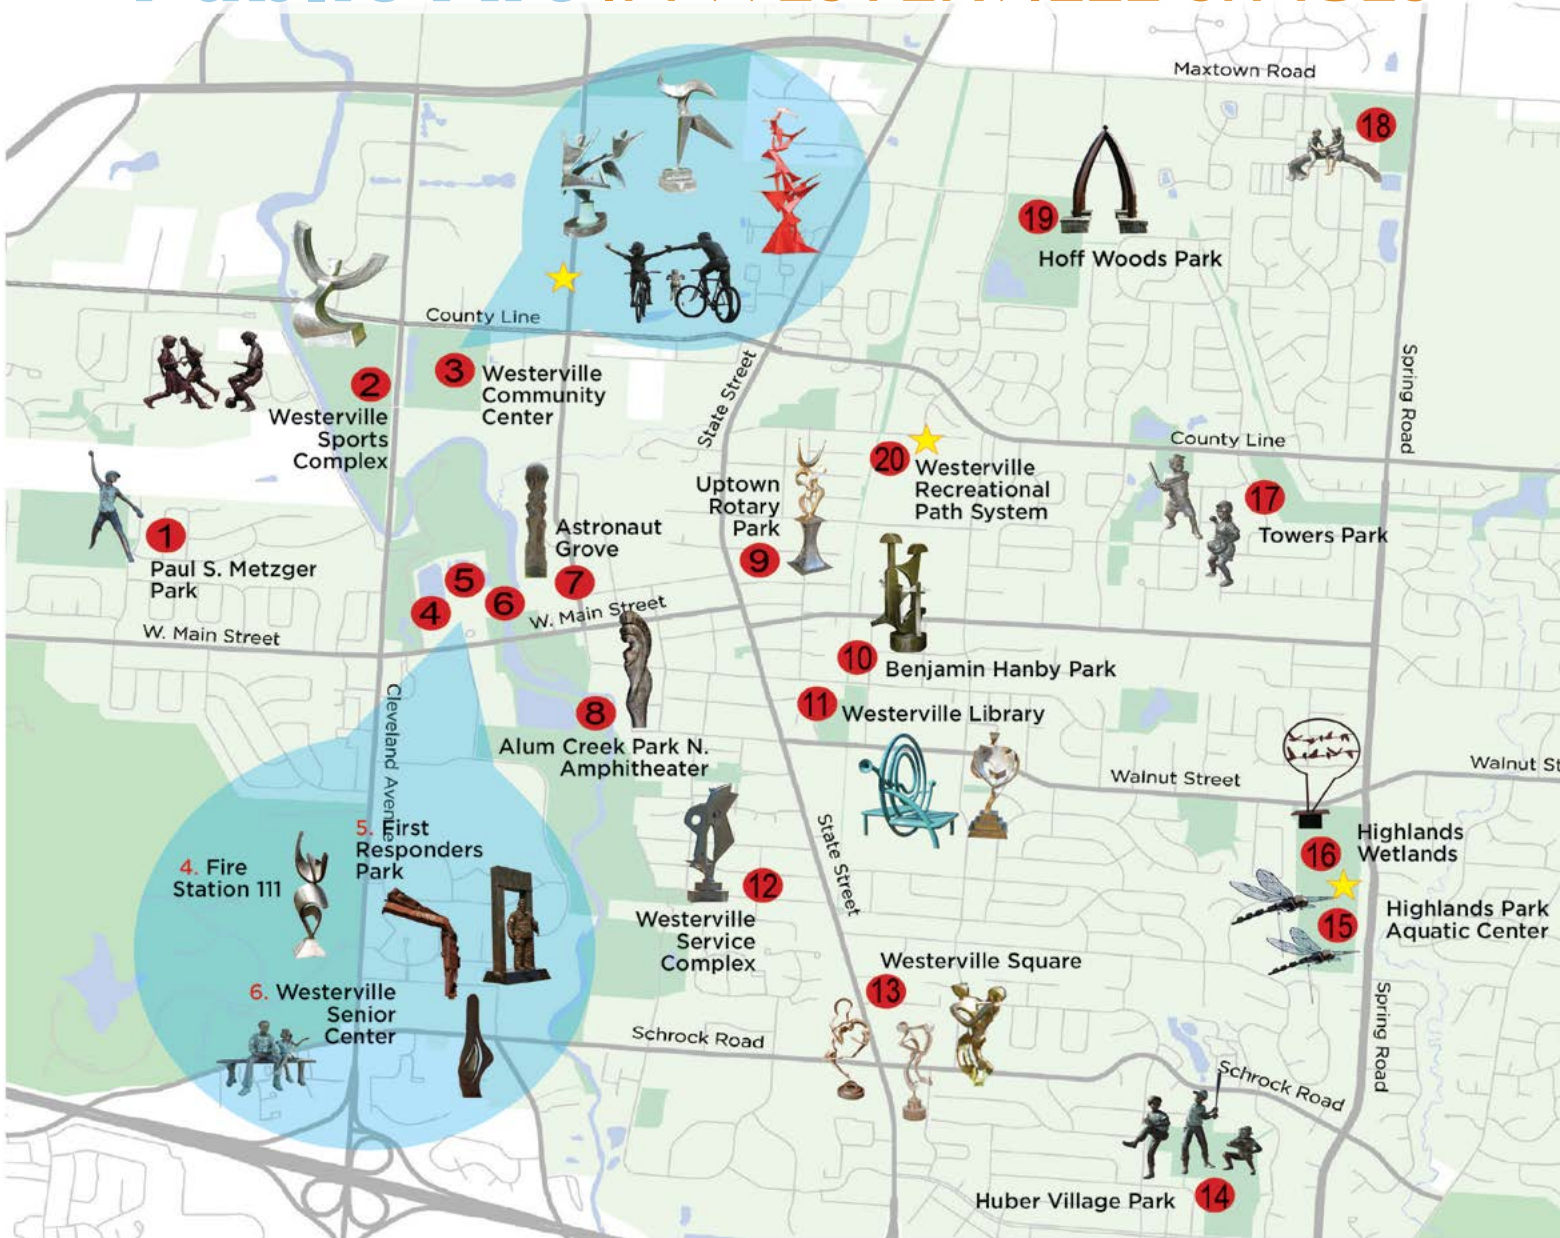 Maxtown Road
18
19
Hoff Woods Park
County Line
3
Westerville
Community
Center
2
Westerville
Sports
Complex
State Street
Spring Road
County Line
20
Westerville
Recreational
Path System
Uptown
Rotary
Park
9
17
Towers Park
1
Paul S. Metzger
Park
Astronaut
Grove
7
5
4
6
W. Main Street
W. Main Street
10
Benjamin Hanby Park
11
Westerville Library
8
Alum Creek Park N.
Amphitheater
Cleveland Avenue
Walnut Street
Walnut St
State Street
4. Fire
Station 111
5. First
Responders
Park
6. Westerville
Senior
Center
12
Westerville
Service
Complex
16
Highlands
Wetlands
15
Highlands Park
Aquatic Center
Westerville Square
13
Schrock Road
Spring Road
Schrock Road
Huber Village Park
14